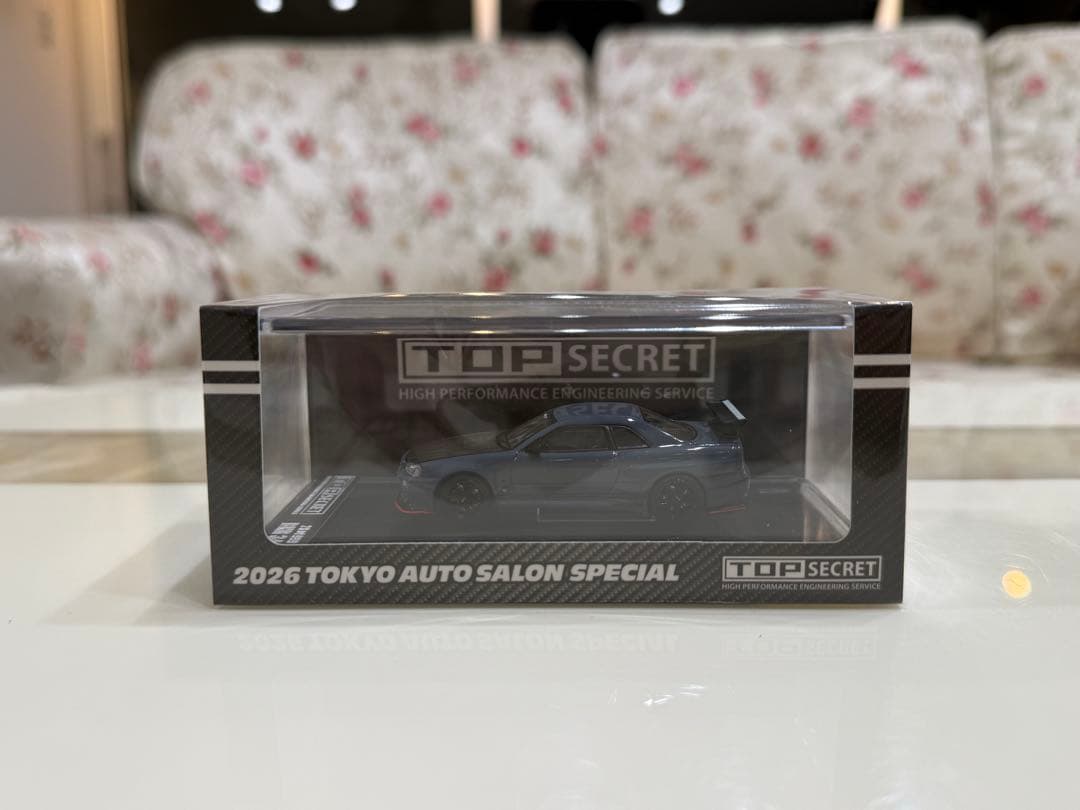 TOP SECRET
HIGH PERFORMANCE ENGINEERING SERVICE
2026 TOKYO AUTO SALON SPECIAL
TOP SECRET
HIGH PERFORMANCE ENGINEERING SERVICE